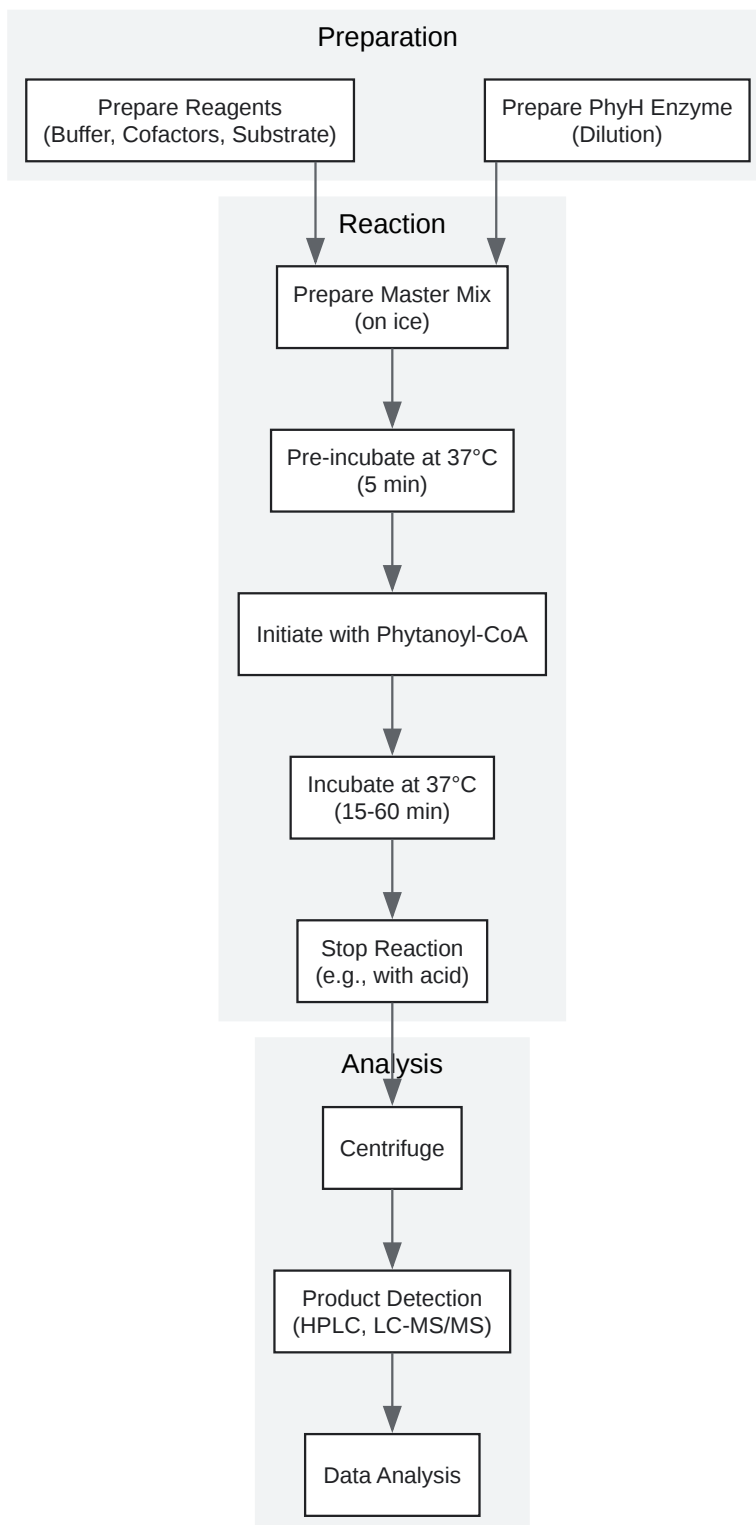 Preparation
Prepare Reagents
(Buffer, Cofactors, Substrate)
Prepare PhyH Enzyme
(Dilution)
Reaction
Prepare Master Mix
(on ice)
Pre-incubate at 37°C
(5 min)
Initiate with Phytanoyl-CoA
Incubate at 37°C
(15-60 min)
Stop Reaction
(e.g., with acid)
Analysis
Centrifuge
Product Detection
(HPLC, LC-MS/MS)
Data Analysis